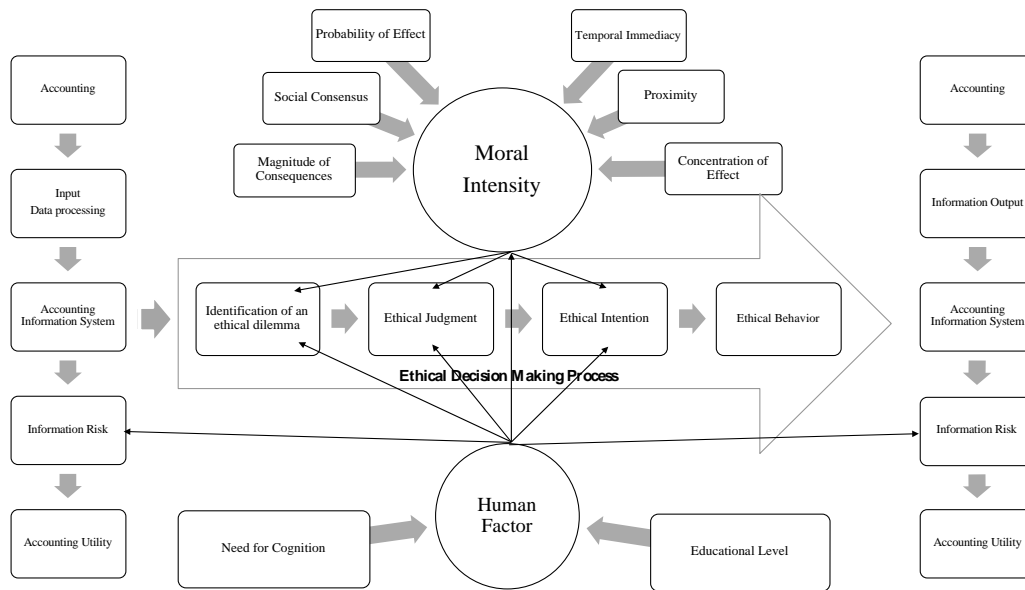 Accounting
Input
Data processing
Accounting
Information System
Information Risk
Accounting Utility
Probability of Effect
Social Consensus
Magnitude of
Consequences
Temporal Immediacy
Proximity
Concentration of
Effect
Moral
Intensity
Identification of an
ethical dilemma
Ethical Judgment
Ethical Intention
Ethical Behavior
Ethical Decision Making Process
Human
Factor
Need for Cognition
Educational Level
Accounting
Information Output
Accounting
Information System
Information Risk
Accounting Utility